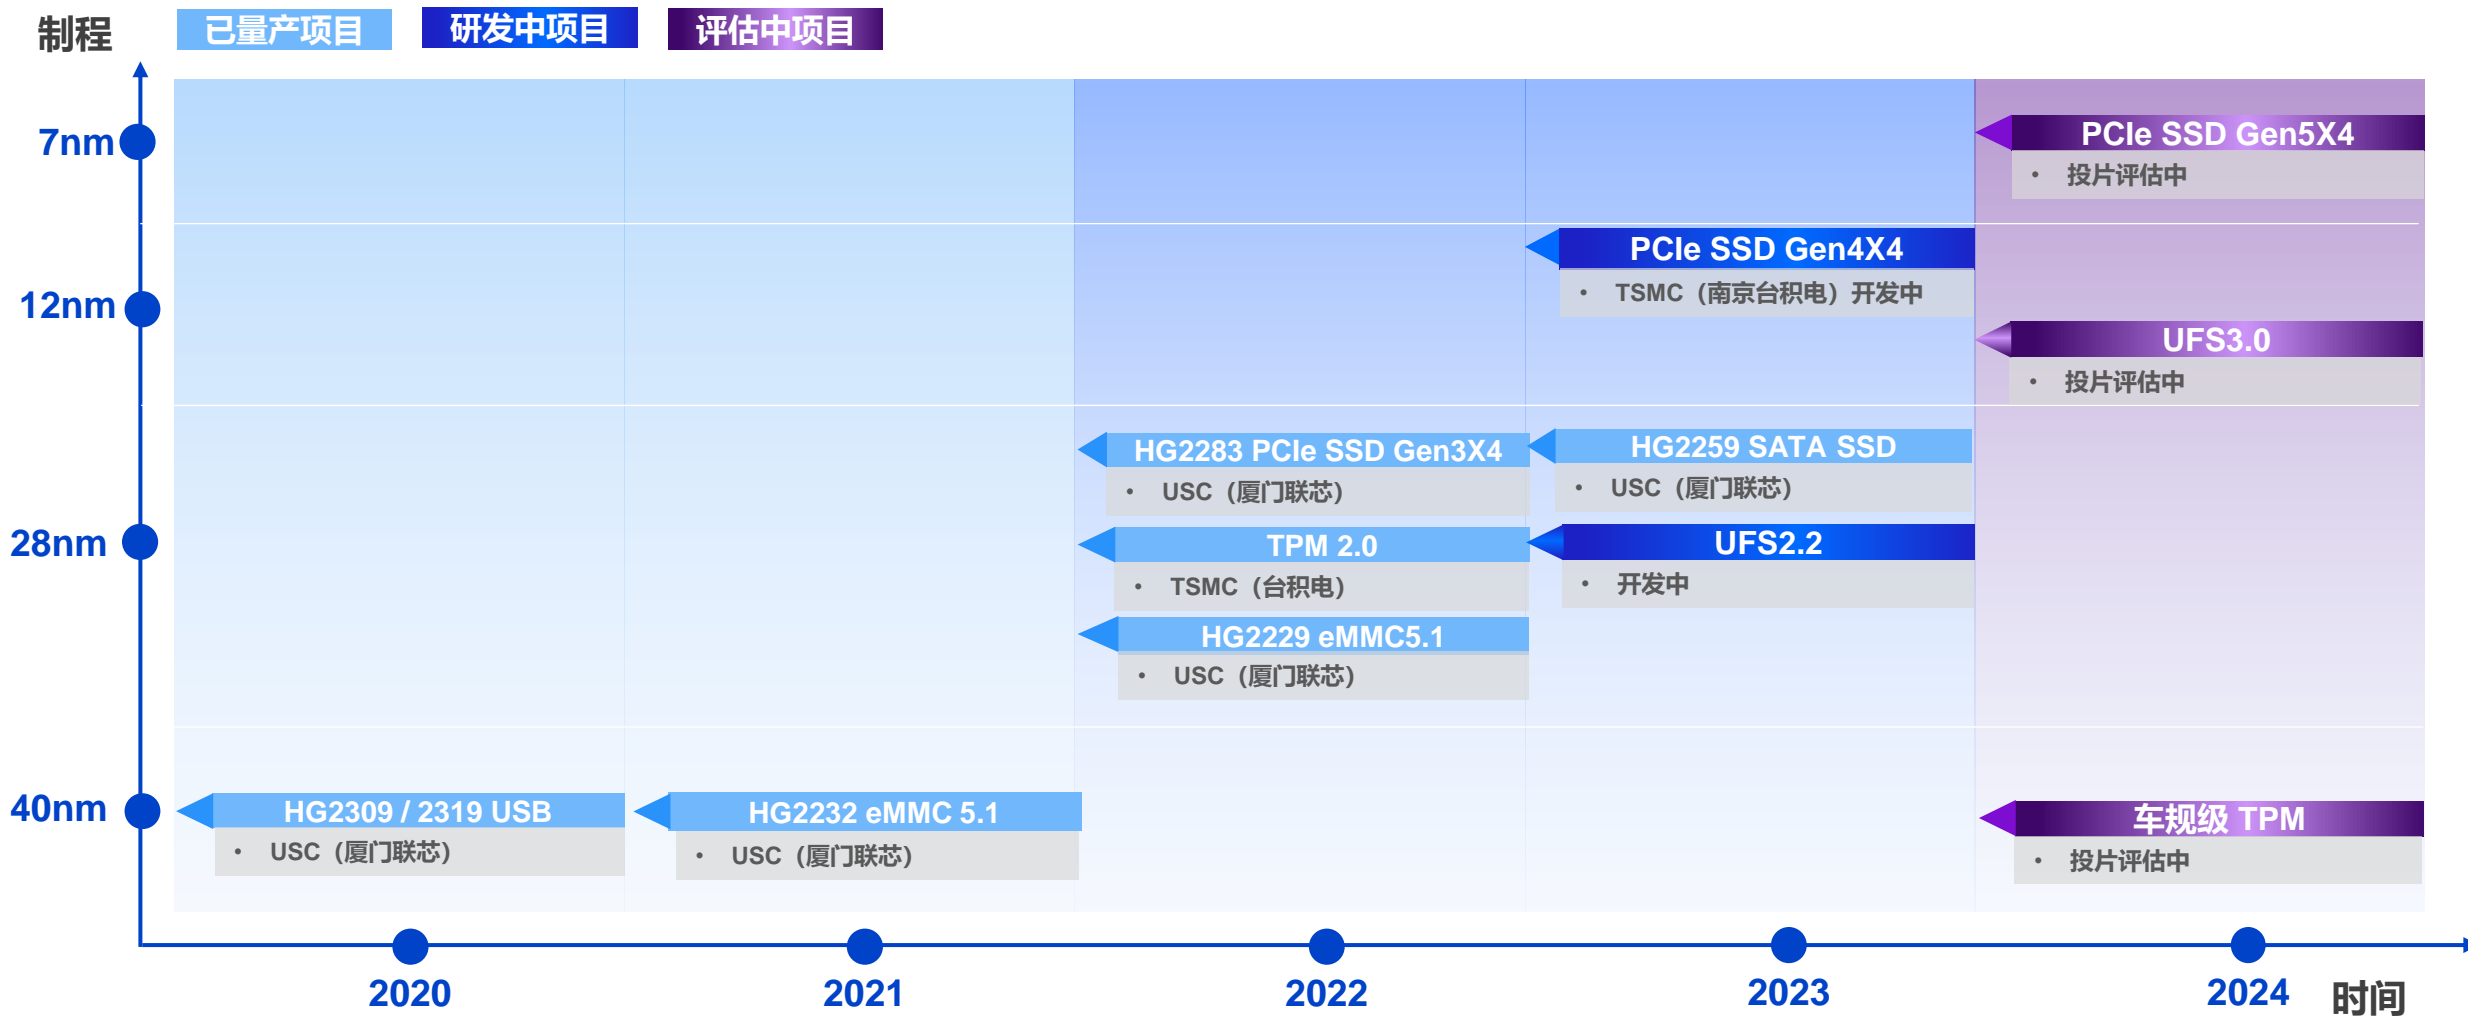 制程
已量产项目
研发中项目
评估中项目
7nm
PCIe SSD Gen5X4
• 投片评估中
12nm
PCIe SSD Gen4X4
• TSMC（南京台积电）开发中
UFS3.0
• 投片评估中
28nm
HG2283 PCIe SSD Gen3X4
• USC（厦门联芯）
HG2259 SATA SSD
• USC（厦门联芯）
TPM 2.0
• TSMC（台积电）
UFS2.2
• 开发中
HG2229 eMMC5.1
• USC（厦门联芯）
40nm
HG2309 / 2319 USB
• USC（厦门联芯）
HG2232 eMMC 5.1
• USC（厦门联芯）
车规级 TPM
• 投片评估中
2020
2021
2022
2023
2024
时间